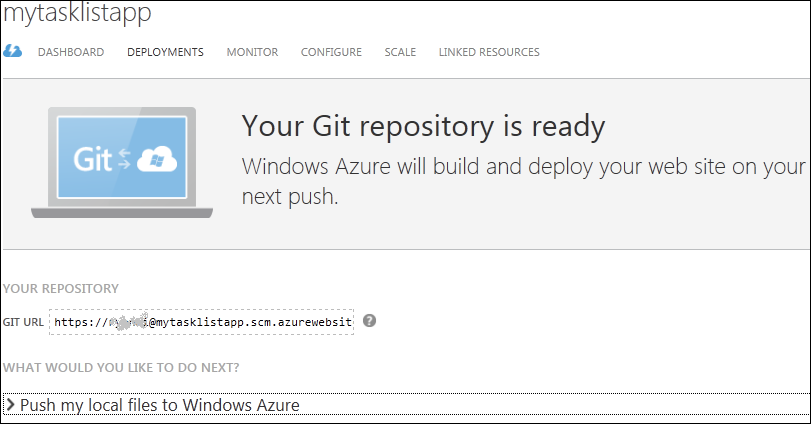 mytasklistapp
DASHBOARD DEPLOYMENTS MONITOR CONFIGURE SCALE LINKED RESOURCES
Git
Your Git repository is ready
Windows Azure will build and deploy your web site on your
next push.
YOUR REPOSITORY
GIT URL https://@mytasklistapp.scm.azurewebsit ?
WHAT WOULD YOU LIKE TO DO NEXT?
Push my local files to Windows Azure